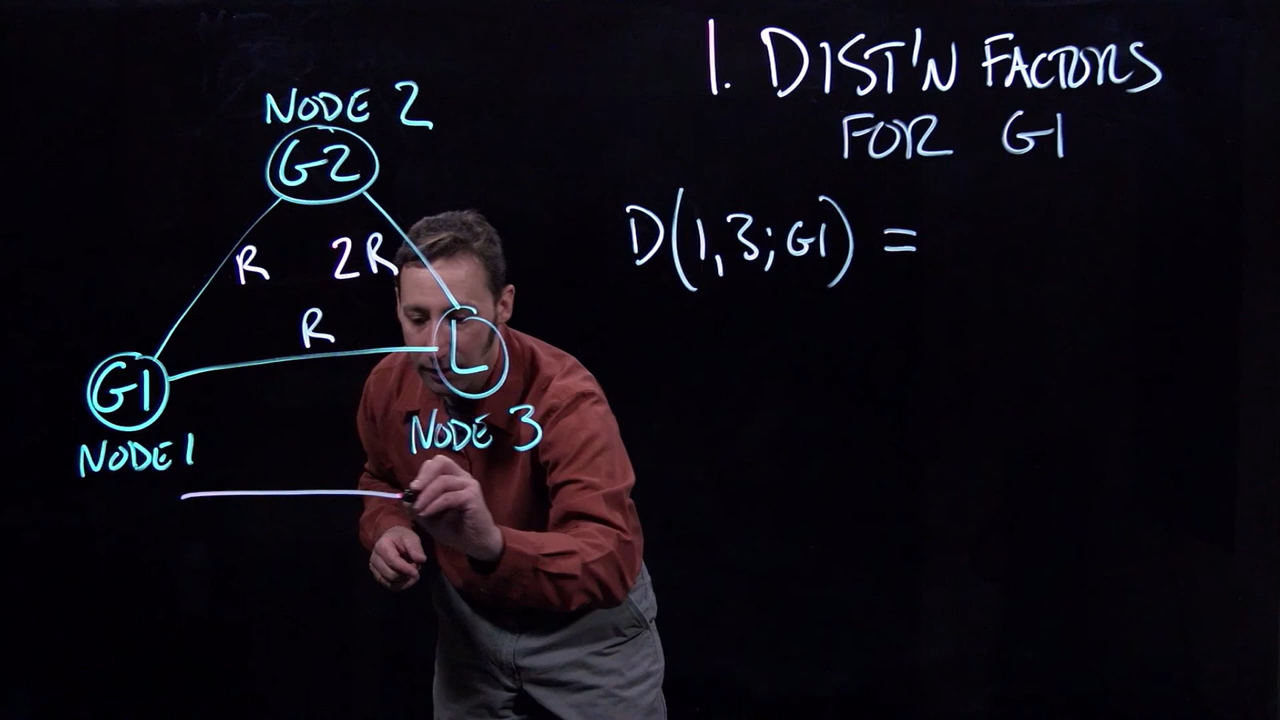 1. DIST'N FACTORS
FOR G1
NODE 2
G2
D(1,3;G1) =
R
2R
R
L
G1
NODE 3
NODE 1